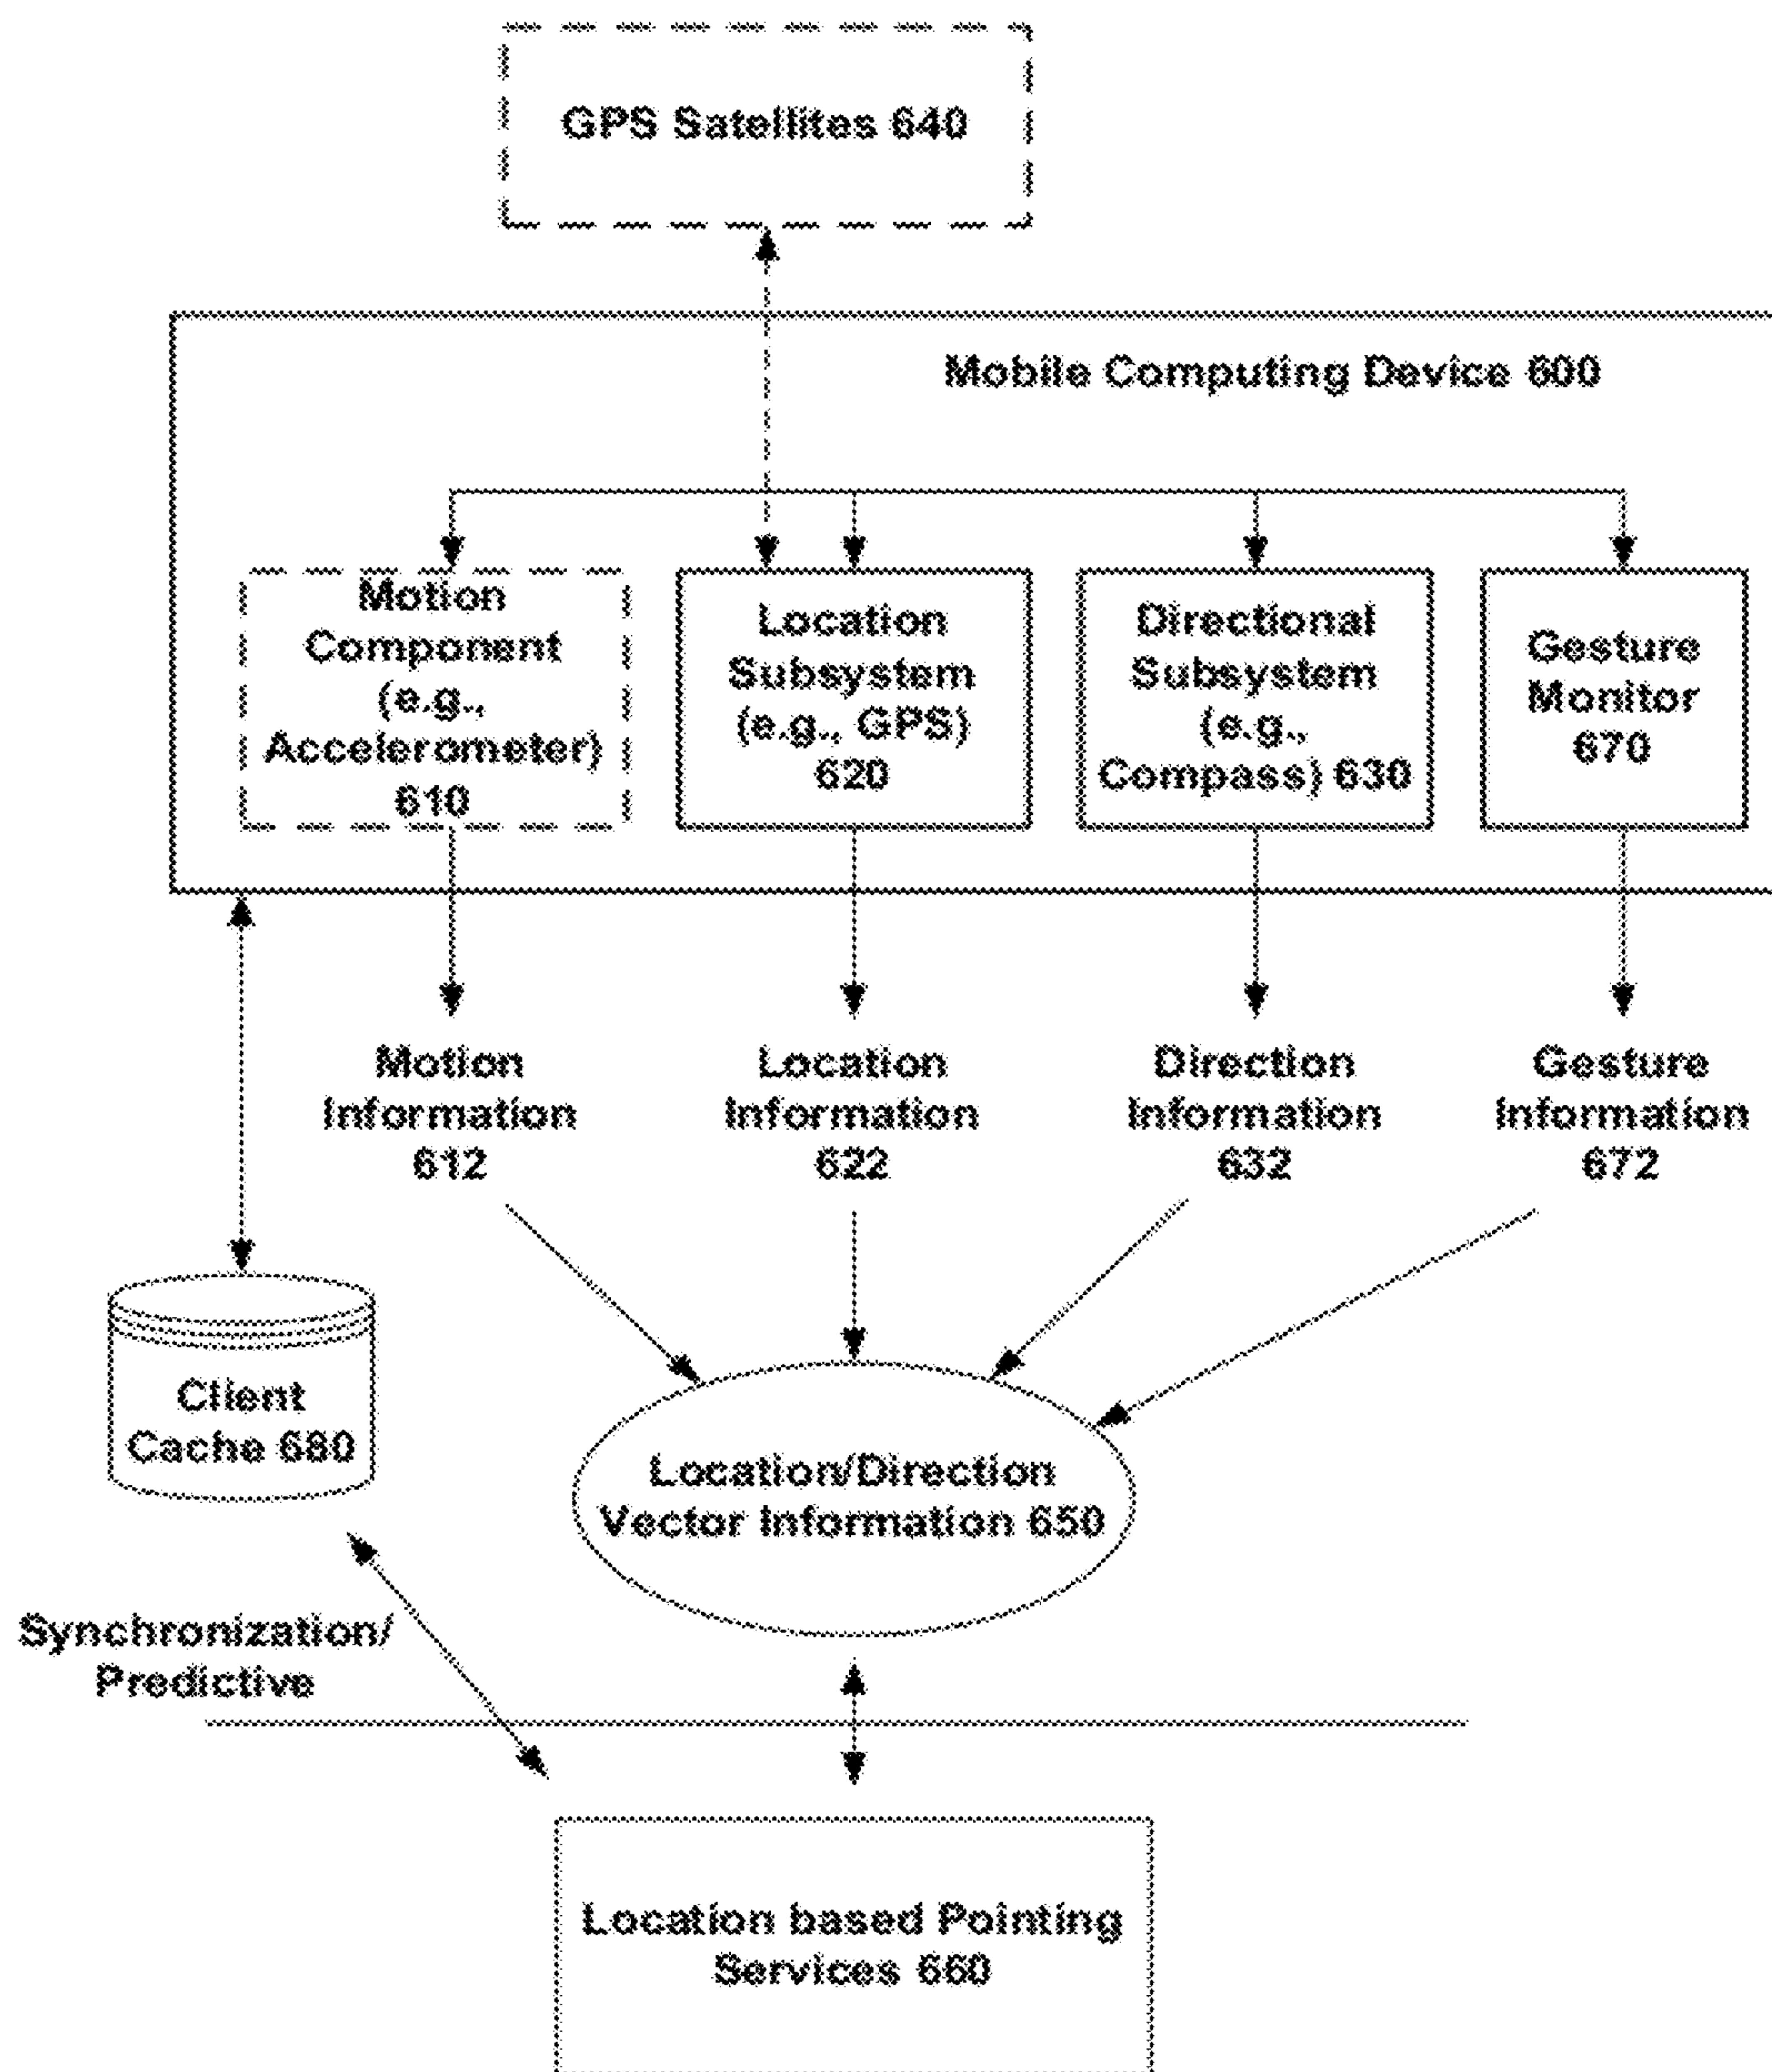 GPS Satellites 640
Mobile Computing Device 600
Motion
Component
(e.g.,
Accelerometer)
610
Location
Subsystem
(e.g., GPS)
620
Directional
Subsystem
(e.g.,
Compass) 630
Gesture
Monitor
670
Motion
Information
612
Location
Information
622
Direction
Information
632
Gesture
Information
672
Client
Cache 680
Location/Direction
Vector Information 650
Synchronization/
Predictive
Location based Pointing
Services 660